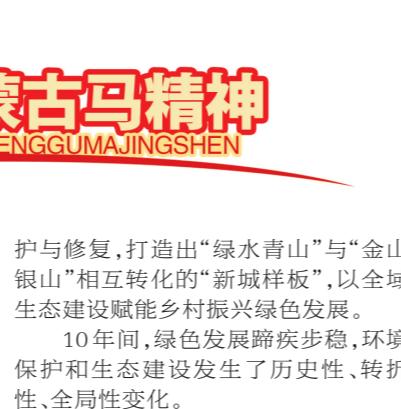 蒙古马精神
ENGGUMAJINGSHEN
护与修复，打造出“绿水青山”与“金山
银山”相互转化的“新城样板”，以全域
生态建设赋能乡村振兴绿色发展。
10年间，绿色发展蹄疾步稳，环境
保护和生态建设发生了历史性、转折
性、全局性变化。